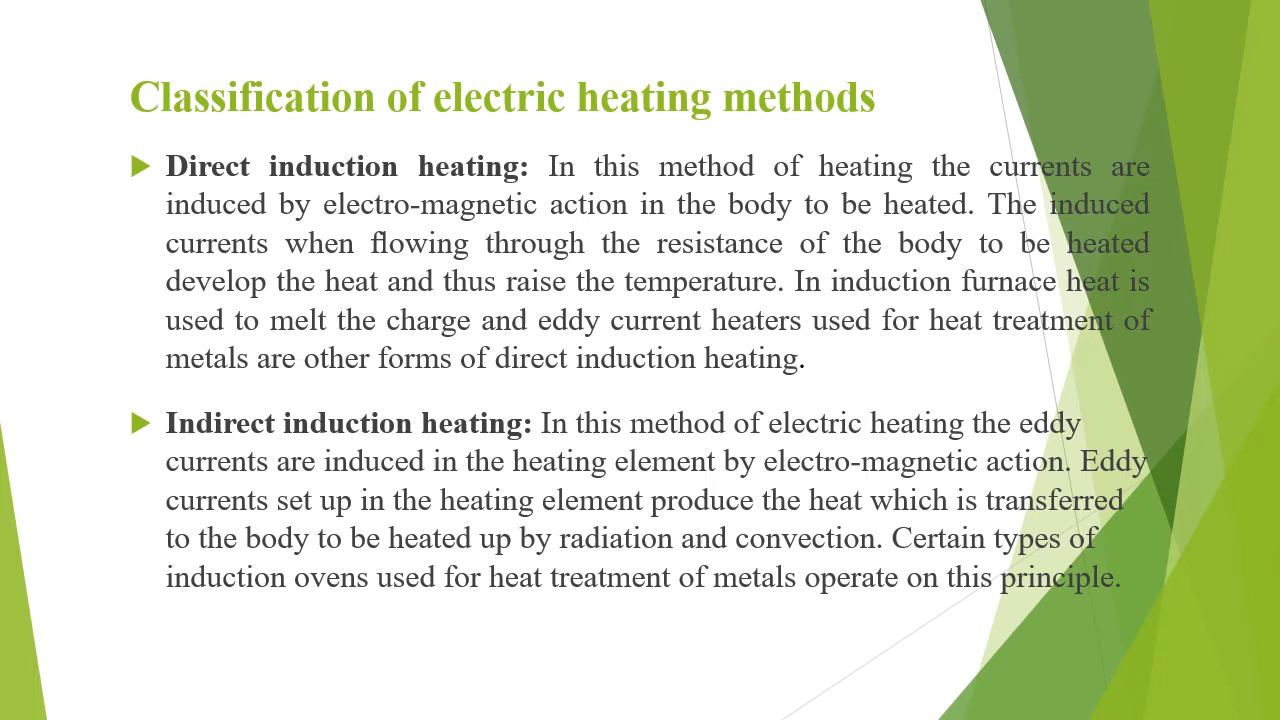 Classification of electric heating methods
Direct induction heating: In this method of heating the currents are
induced by electro-magnetic action in the body to be heated. The induced
currents when flowing through the resistance of the body to be heated
develop the heat and thus raise the temperature. In induction furnace heat is
used to melt the charge and eddy current heaters used for heat treatment of
metals are other forms of direct induction heating.
Indirect induction heating: In this method of electric heating the eddy
currents are induced in the heating element by electro-magnetic action. Eddy
currents set up in the heating element produce the heat which is transferred
to the body to be heated up by radiation and convection. Certain types of
induction ovens used for heat treatment of metals operate on this principle.